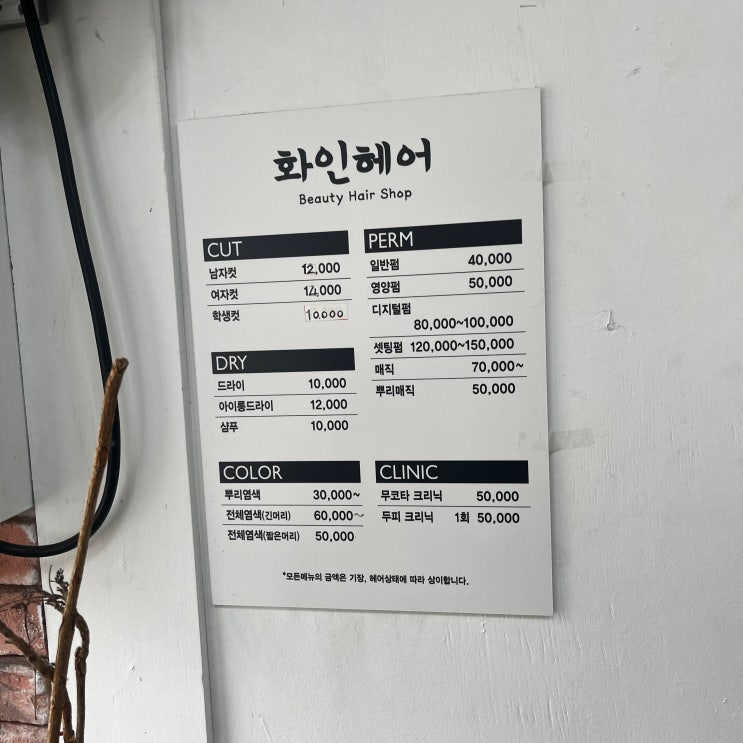 화인헤어
Beauty Hair Shop
CUT
남자컷 12,000
여자컷 14,000
학생컷 10,000
DRY
드라이 10,000
아이롱드라이 12,000
샴푸 10,000
COLOR
뿌리염색 30,000~
전체염색(긴머리) 60,000~
전체염색(짧은머리) 50,000
PERM
일반펌 40,000
영양펌 50,000
디지털펌
80,000~100,000
셋팅펌 120,000~150,000
매직 70,000~
뿌리매직 50,000
CLINIC
무코타 크리닉 50,000
두피 크리닉 1회 50,000
*모든메뉴의 금액은 기장, 헤어상태에 따라 상이합니다.